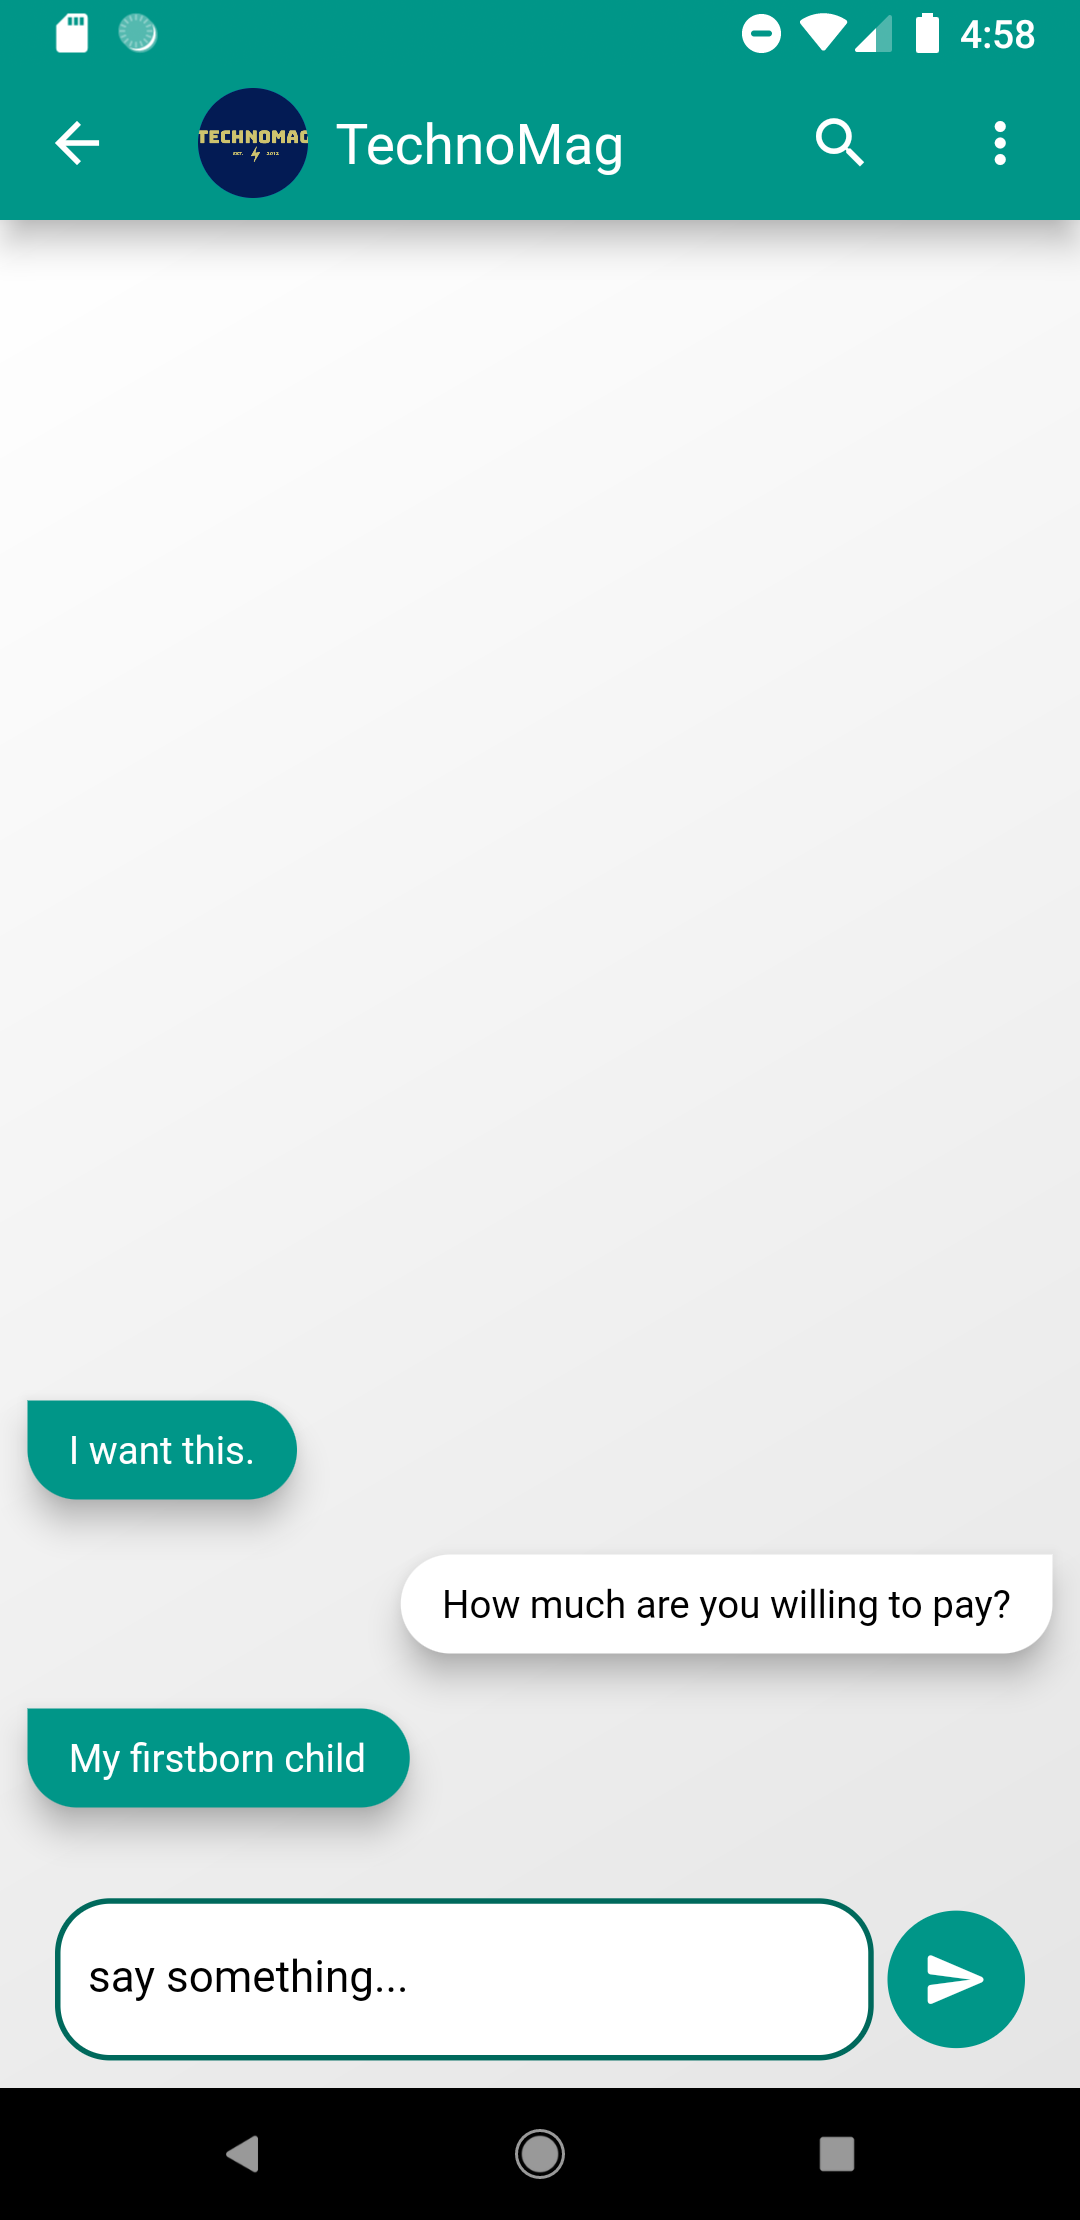 4:58
TECHNOMAG
EST. 2012
TechnoMag
I want this.
How much are you willing to pay?
My firstborn child
say something...